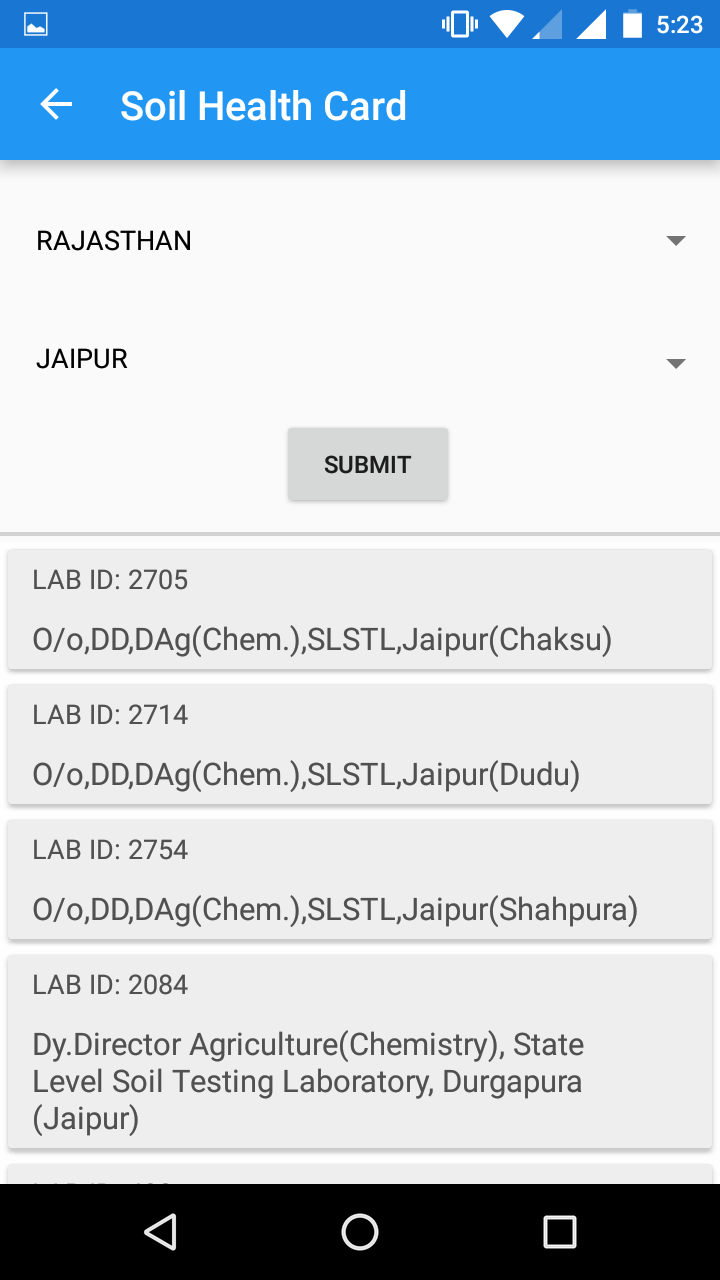 5:23
Soil Health Card
RAJASTHAN
JAIPUR
SUBMIT
LAB ID: 2705
O/o,DD,DAg(Chem.),SLSTL,Jaipur(Chaksu)
LAB ID: 2714
O/o,DD,DAg(Chem.),SLSTL,Jaipur(Dudu)
LAB ID: 2754
O/o,DD,DAg(Chem.),SLSTL,Jaipur(Shahpura)
LAB ID: 2084
Dy.Director Agriculture(Chemistry), State
Level Soil Testing Laboratory, Durgapura
(Jaipur)